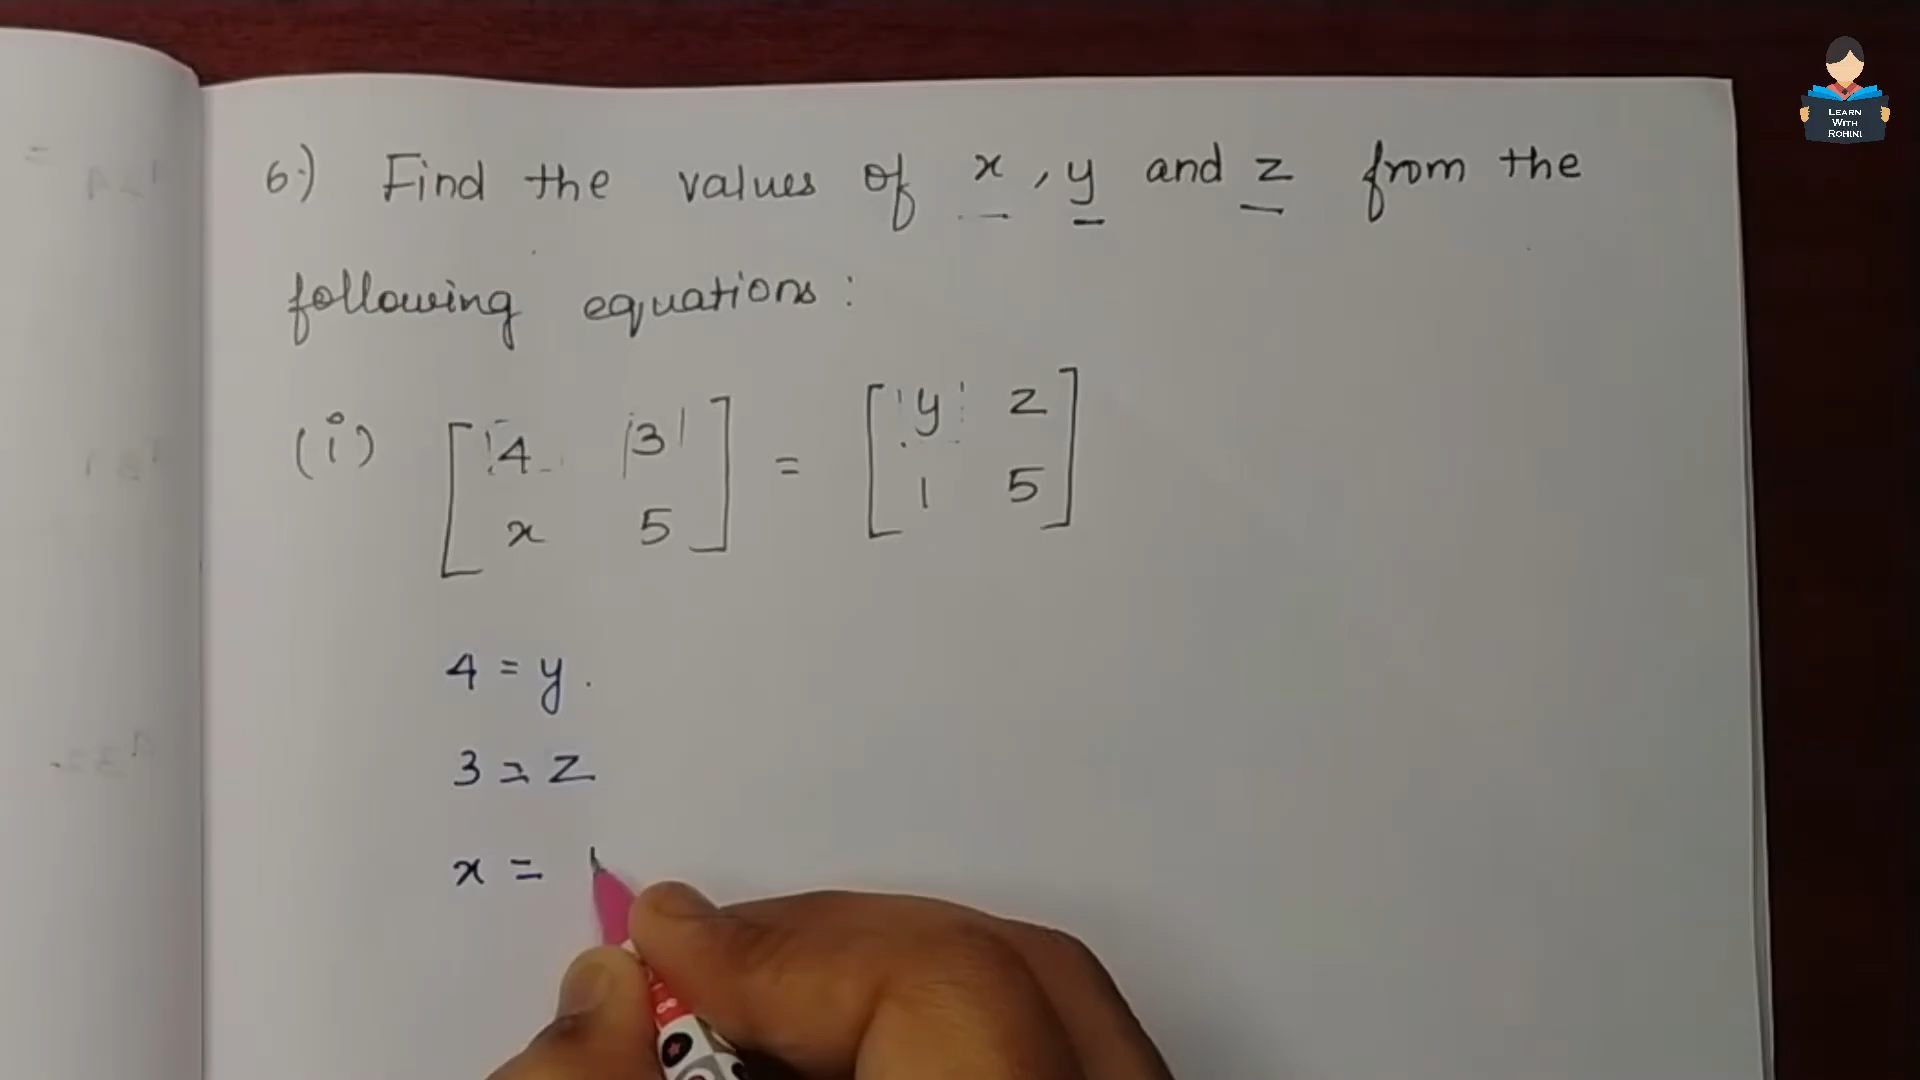 LEARN
WITH
ROHINI
6.) Find the values of x, y and z from the
following equations:
(i) [4 3 = [y z
x 5] 1 5]
4 = y.
3 = z
x = 1